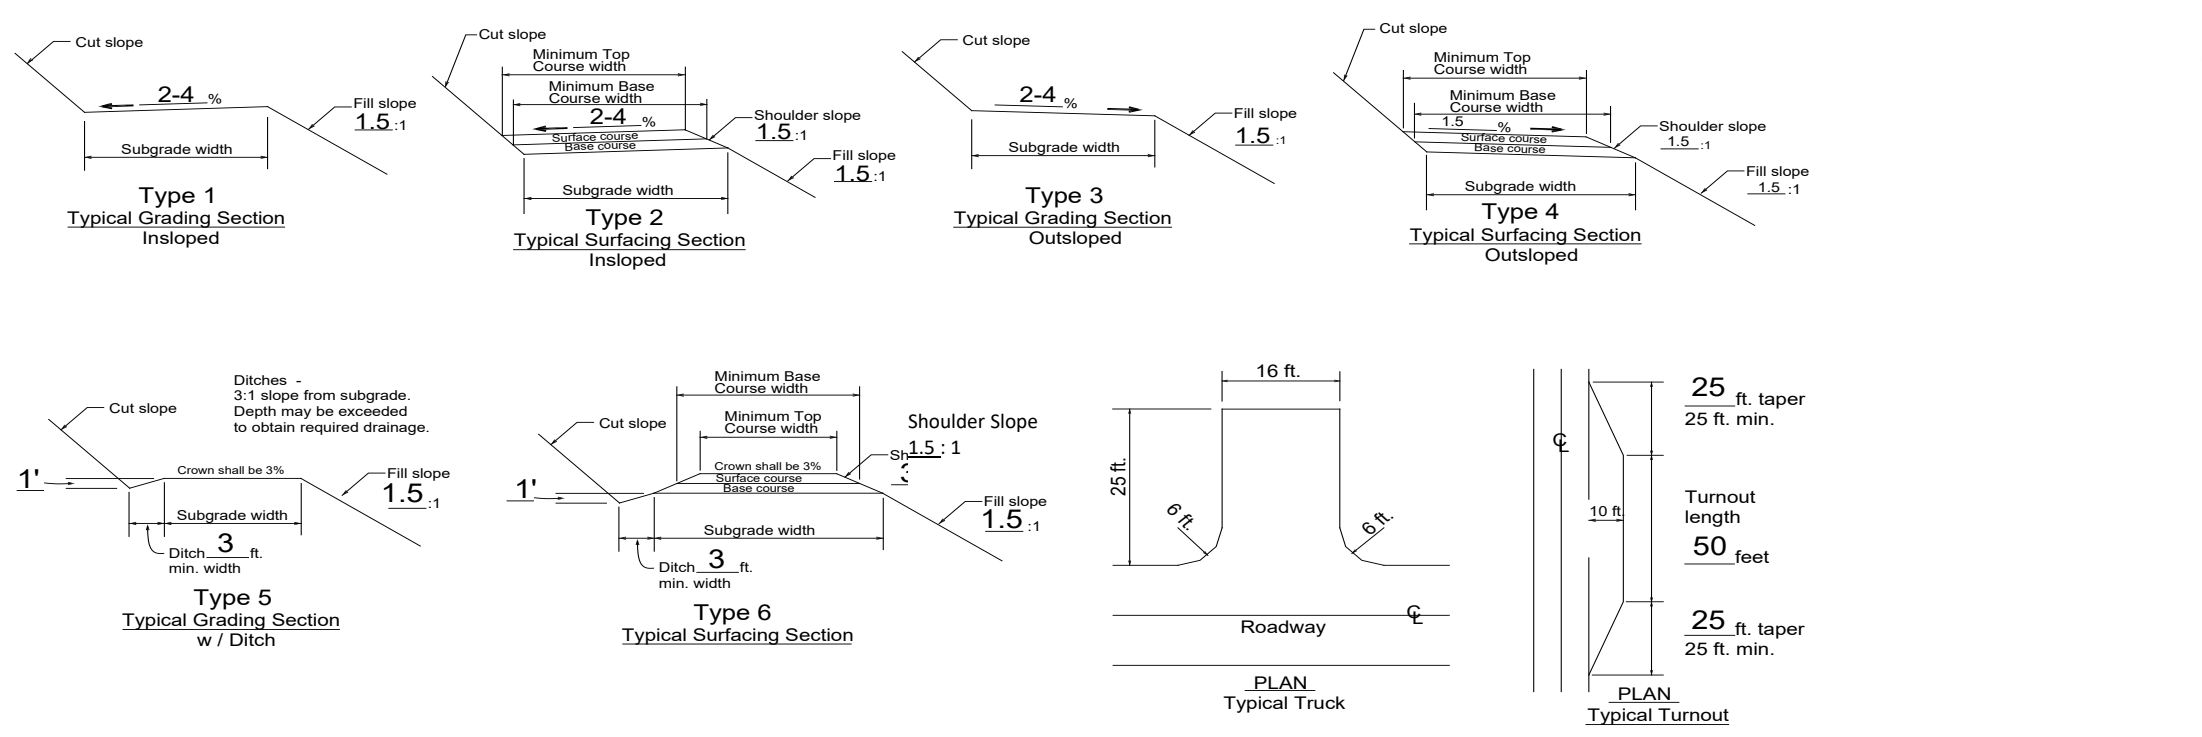 Cut slope
2-4 %
Fill slope
1.5 :1
Subgrade width
Type 1
Typical Grading Section
Insloped
Cut slope
Minimum Top
Course width
Minimum Base
Course width
2-4 %
Surface course
Base course
Shoulder slope
1.5 :1
Fill slope
1.5 :1
Subgrade width
Type 2
Typical Surfacing Section
Insloped
Cut slope
2-4 %
Fill slope
1.5 :1
Subgrade width
Type 3
Typical Grading Section
Outsloped
Cut slope
Minimum Top
Course width
Minimum Base
Course width
1.5 %
Surface course
Base course
Shoulder slope
1.5 :1
Fill slope
1.5 :1
Subgrade width
Type 4
Typical Surfacing Section
Outsloped
Ditches -
3:1 slope from subgrade.
Depth may be exceeded
to obtain required drainage.
Cut slope
Crown shall be 3%
1'
Fill slope
1.5 :1
Subgrade width
Ditch 3 ft.
min. width
Type 5
Typical Grading Section
w / Ditch
Minimum Base
Course width
Minimum Top
Course width
Cut slope
Shoulder Slope
1.5 : 1
Sh
Crown shall be 3%
Surface course
Base course
1'
Fill slope
1.5 :1
Subgrade width
Ditch 3 ft.
min. width
Type 6
Typical Surfacing Section
16 ft.
25 ft.
6 ft.
6 ft.
℄
Roadway
PLAN
Typical Truck
℄
25 ft. taper
25 ft. min.
Turnout
length
10 ft.
50 feet
25 ft. taper
25 ft. min.
PLAN
Typical Turnout